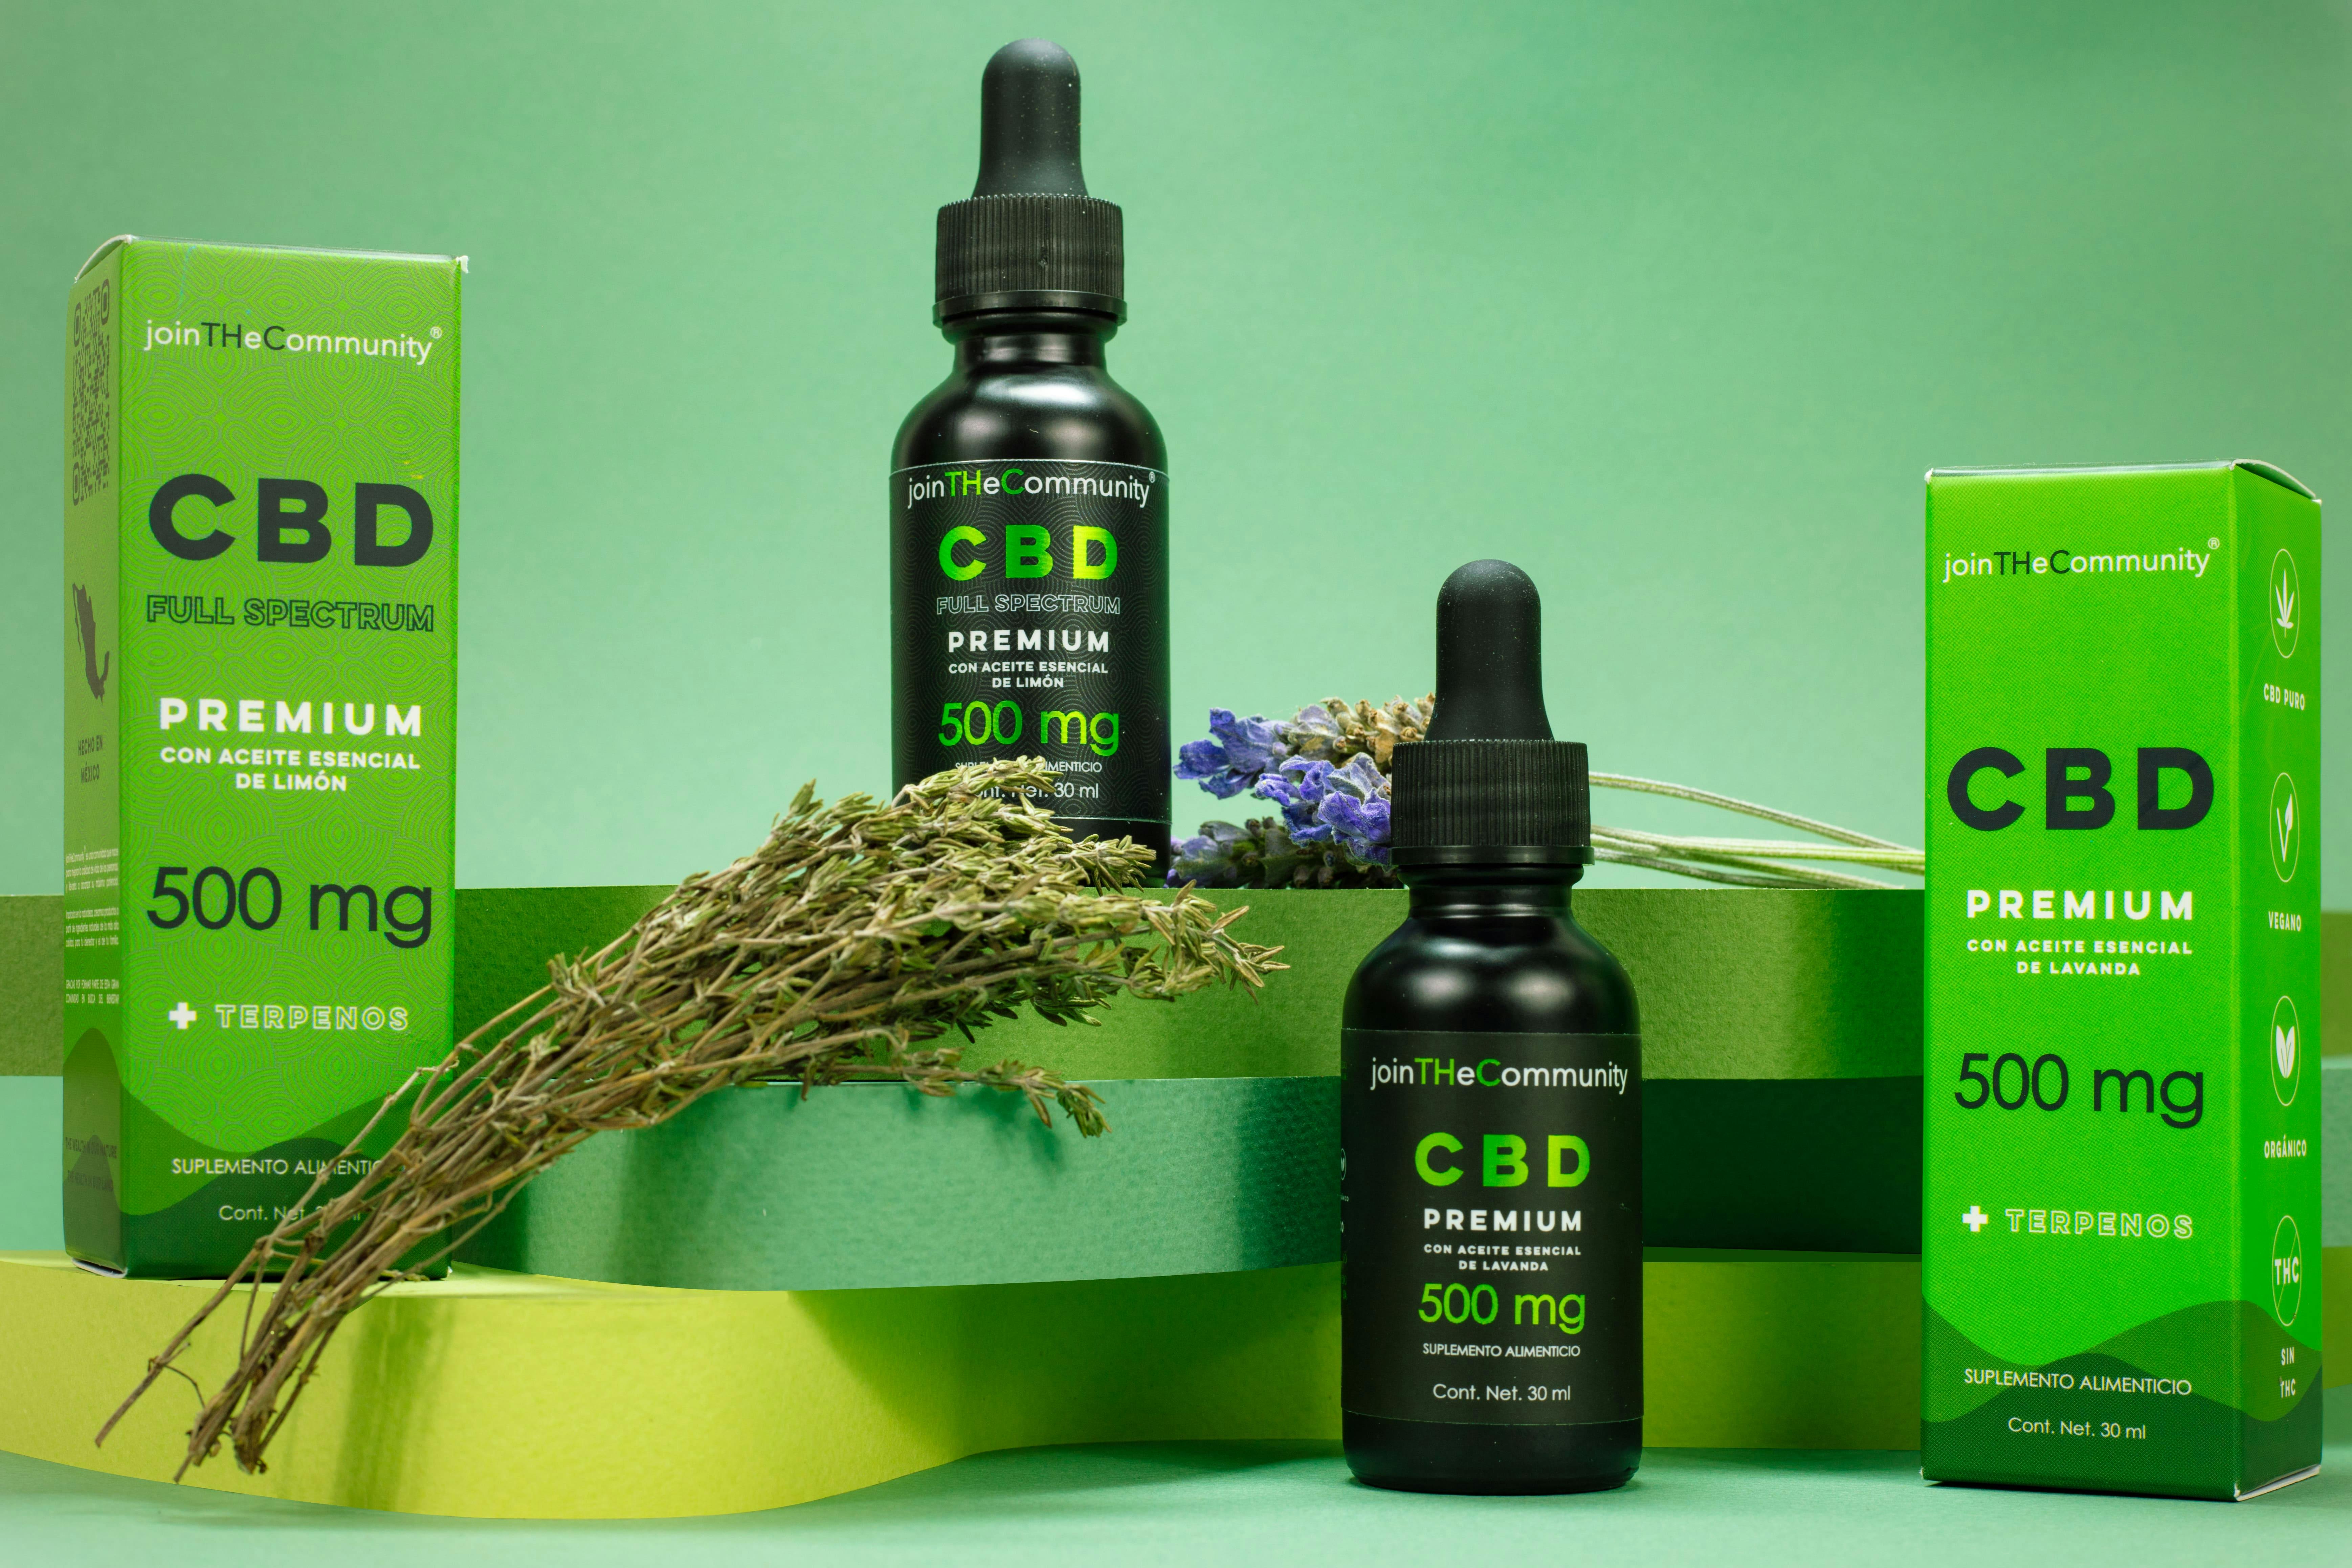 joinTHeCommunity®
CBD
FULL SPECTRUM
PREMIUM
CON ACEITE ESENCIAL
DE LIMÓN
500 mg
+ TERPENOS
SUPLEMENTO
Cont. Net.
HECHO EN
MÉXICO
joinTHeCommunity®
CBD
FULL SPECTRUM
PREMIUM
CON ACEITE ESENCIAL
DE LIMÓN
500 mg
30 ml
joinTHeCommunity
CBD
PREMIUM
CON ACEITE ESENCIAL
DE LAVANDA
500 mg
SUPLEMENTO ALIMENTICIO
Cont. Net. 30 ml
joinTHeCommunity®
CBD
PREMIUM
CON ACEITE ESENCIAL
DE LAVANDA
500 mg
+ TERPENOS
SUPLEMENTO ALIMENTICIO
Cont. Net. 30 ml
CBD PURO
VEGANO
ORGÁNICO
THC
SIN
THC